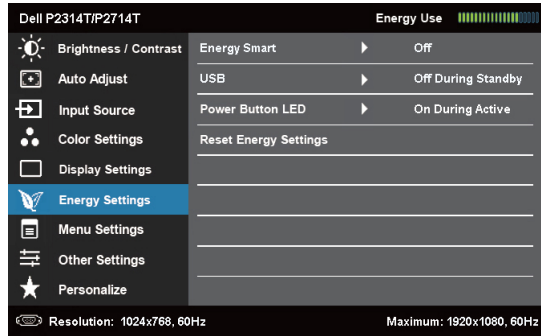 Dell P2314T/P2714T Energy Use
Brightness / Contrast Energy Smart Off
Auto Adjust USB Off During Standby
Input Source Power Button LED On During Active
Color Settings Reset Energy Settings
Display Settings
Energy Settings
Menu Settings
Other Settings
Personalize
Resolution: 1024x768, 60Hz Maximum: 1920x1080, 60Hz